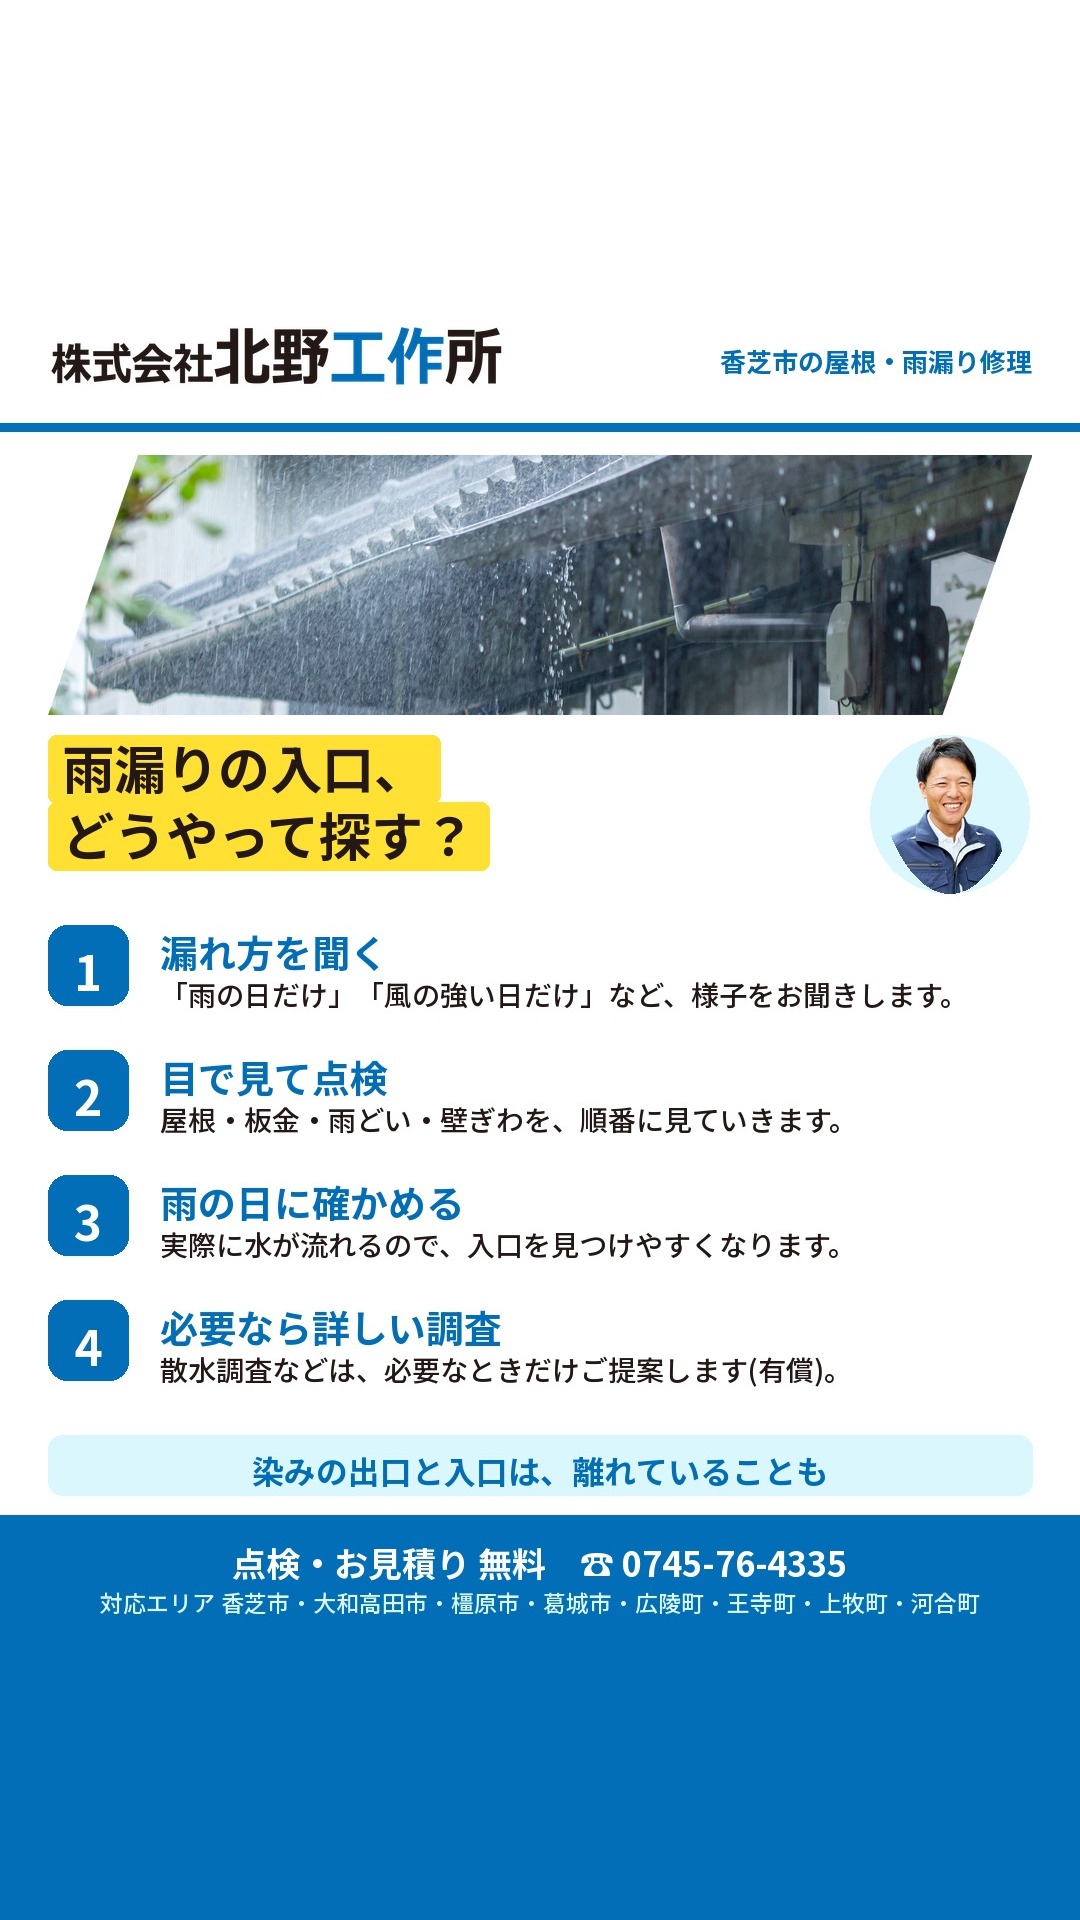 株式会社北野工作所
香芝市の屋根・雨漏り修理
雨漏りの入口、
どうやって探す？
1
漏れ方を聞く
「雨の日だけ」「風の強い日だけ」など、様子をお聞きします。
2
目で見て点検
屋根・板金・雨どい・壁ぎわを、順番に見ていきます。
3
雨の日に確かめる
実際に水が流れるので、入口を見つけやすくなります。
4
必要なら詳しい調査
散水調査などは、必要なときだけご提案します(有償)。
染みの出口と入口は、離れていることも
点検・お見積り 無料　☎ 0745-76-4335
対応エリア 香芝市・大和高田市・橿原市・葛城市・広陵町・王寺町・上牧町・河合町